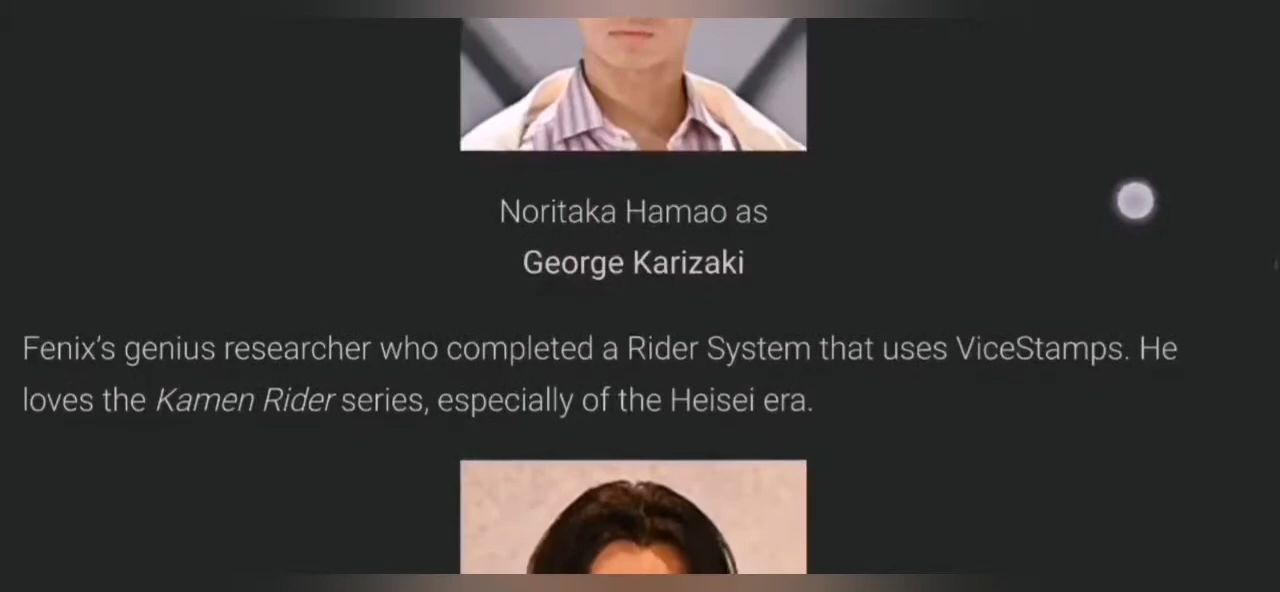 Noritaka Hamao as
George Karizaki
Fenix's genius researcher who completed a Rider System that uses ViceStamps. He
loves the Kamen Rider series, especially of the Heisei era.